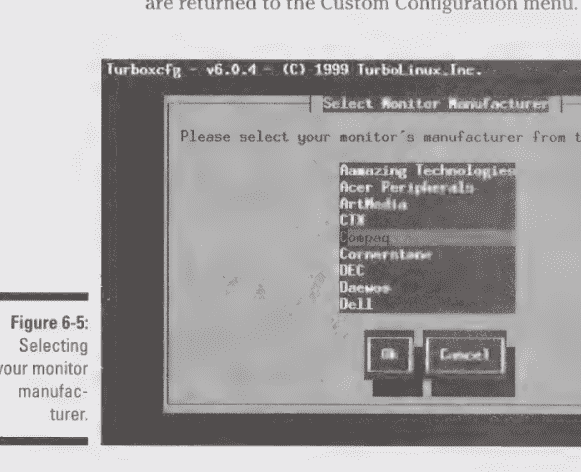 are returned to the Custom Configuration menu.
Turboxcfg - v6.0.4 - (C) 1999 TurboLinux.Inc.
Select Monitor Manufacturer
Please select your monitor's manufacturer from t
Aamazing Technologies
Acer Peripherals
ArtMedia
CTX
Compaq
Cornerstone
DEC
Daewoo
Dell
Ok
Cancel
Figure 6-5:
Selecting
your monitor
manufac-
turer.